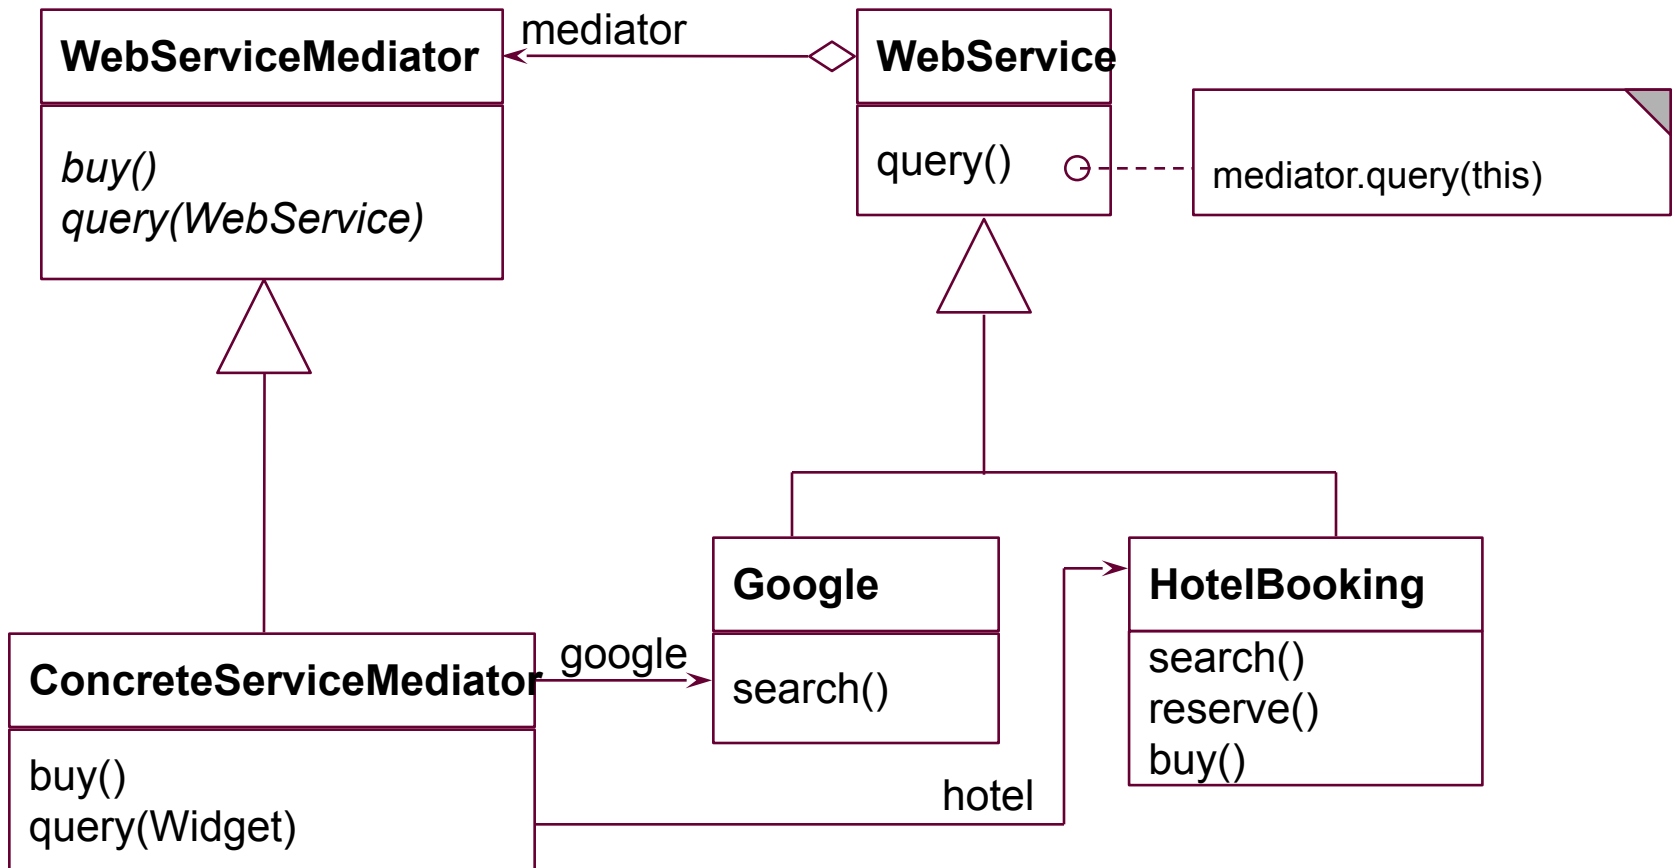 mediator
WebServiceMediator
WebService
buy()
query(WebService)
query()
mediator.query(this)
Google
HotelBooking
google
search()
search()
reserve()
buy()
ConcreteServiceMediator
buy()
query(Widget)
hotel